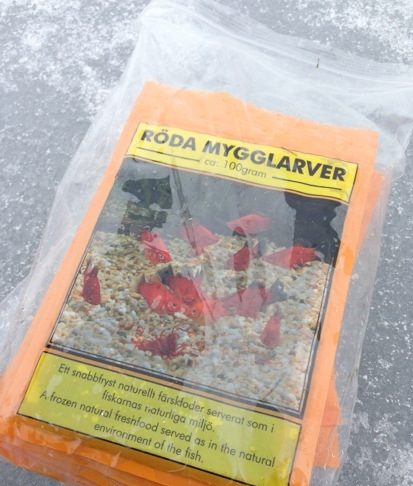 RÖDA MYGGLARVER
ca: 100gram
Ett snabbfryst naturellt färskfoder serverat som i
fiskarnas naturliga miljö.
A frozen natural freshfood served as in the natural
environment of the fish.